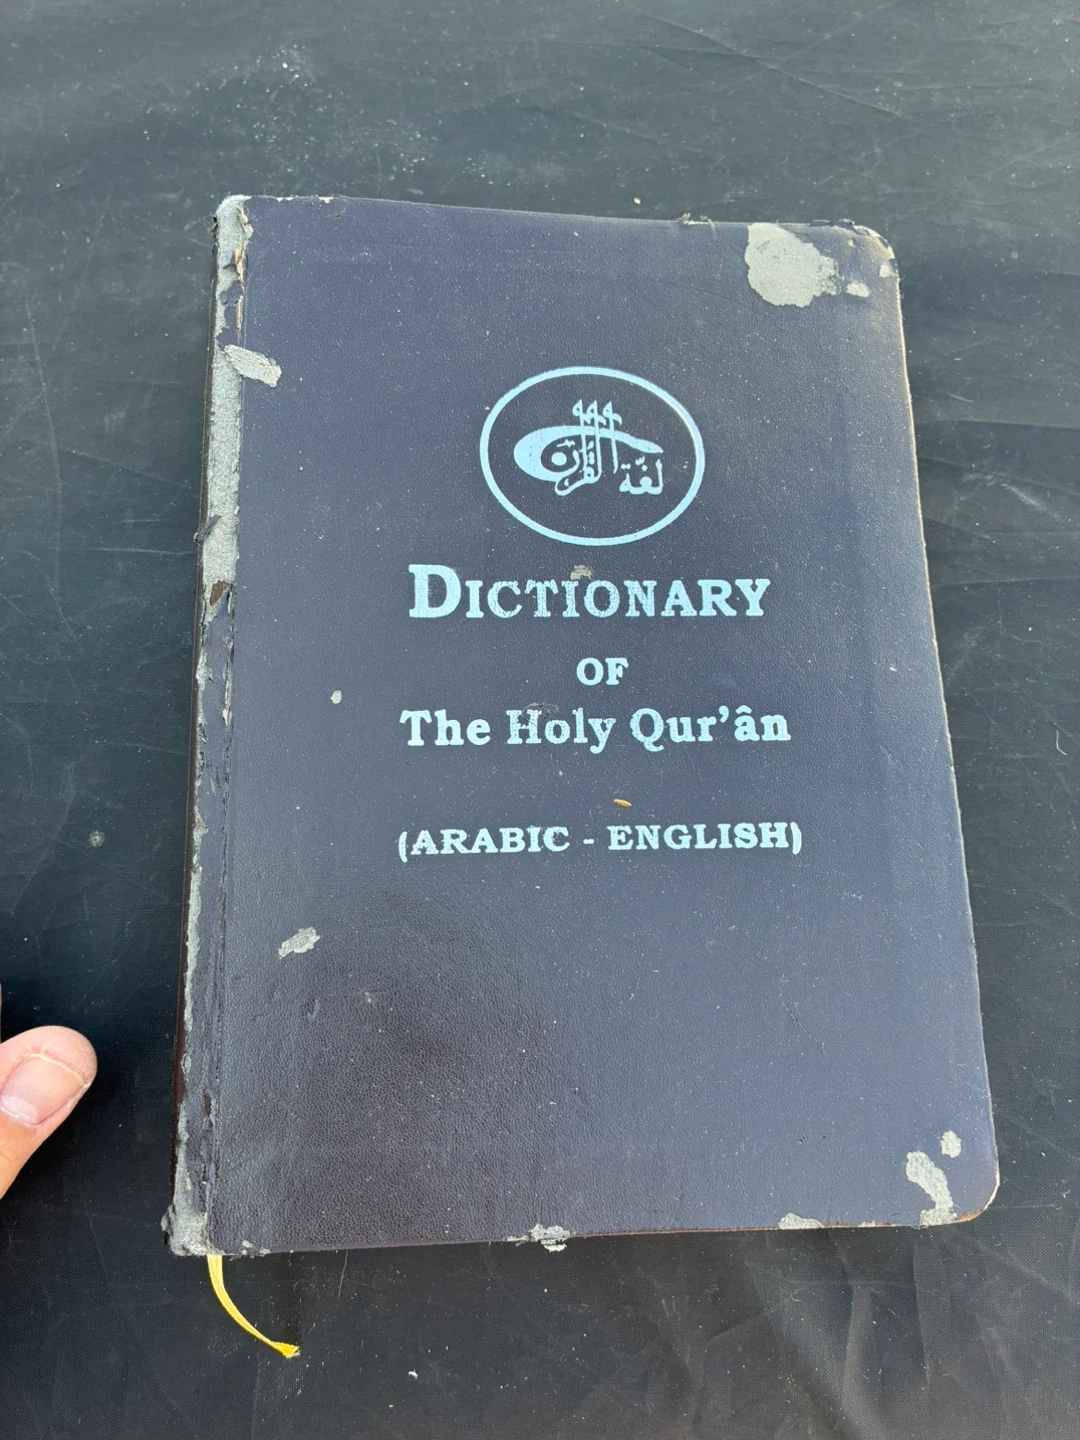 لغة القرآن
DICTIONARY
OF
The Holy Qur’ân
(ARABIC - ENGLISH)